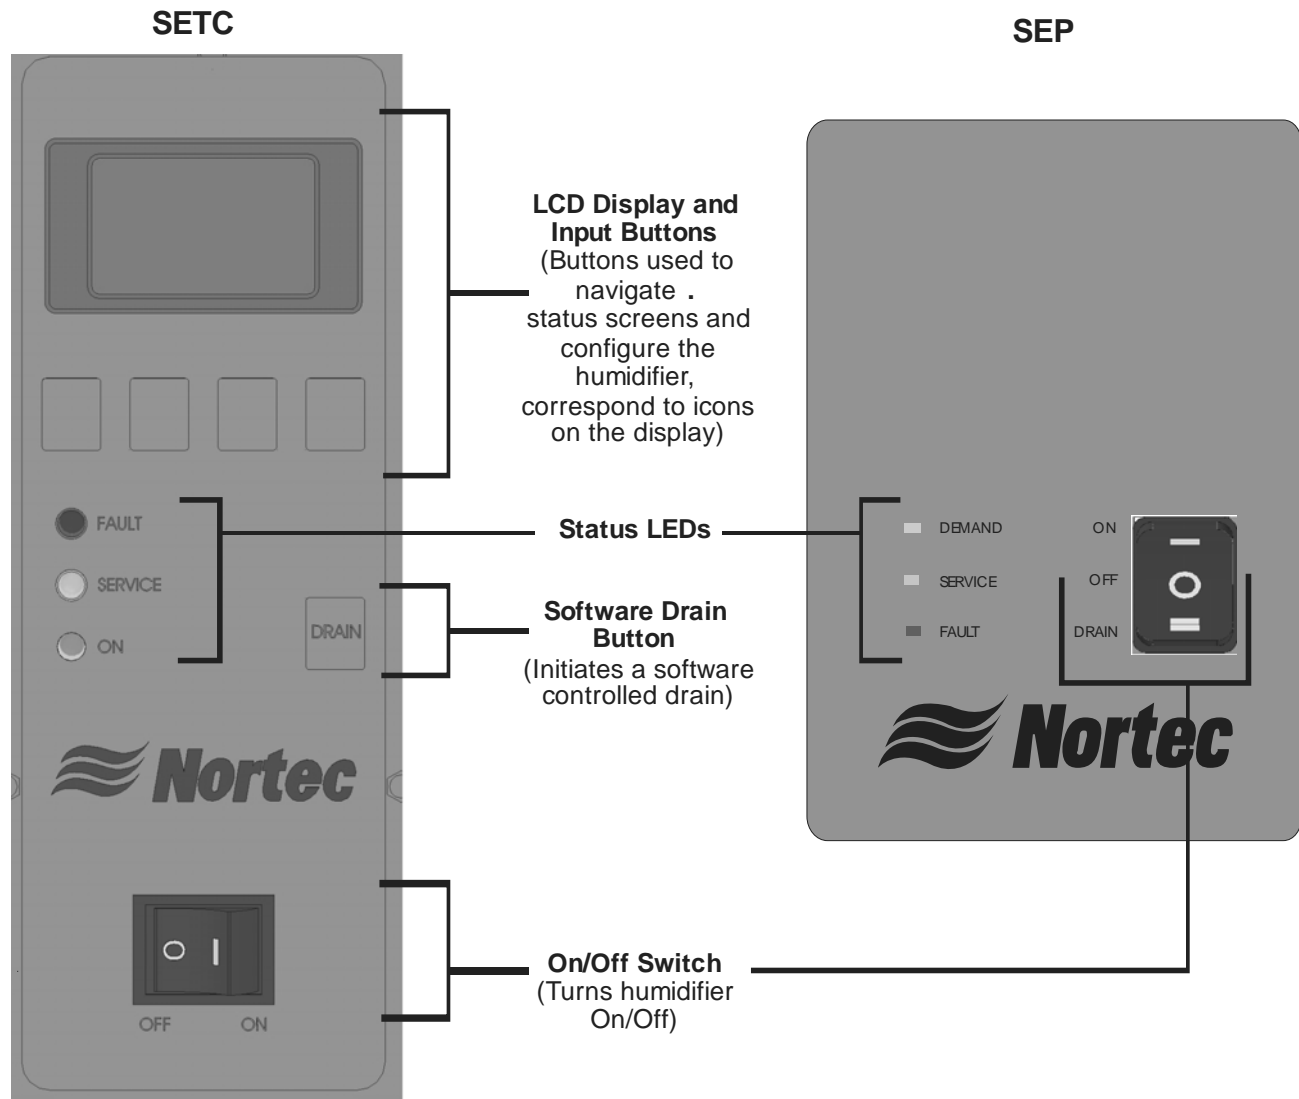 SETC
SEP
LCD Display and
Input Buttons
(Buttons used to
navigate .
status screens and
configure the
humidifier,
correspond to icons
on the display)
FAULT
SERVICE
ON
Status LEDs
DEMAND
SERVICE
FAULT
ON
OFF
DRAIN
DRAIN
Software Drain
Button
(Initiates a software
controlled drain)
Nortec
Nortec
On/Off Switch
(Turns humidifier
On/Off)
OFF ON